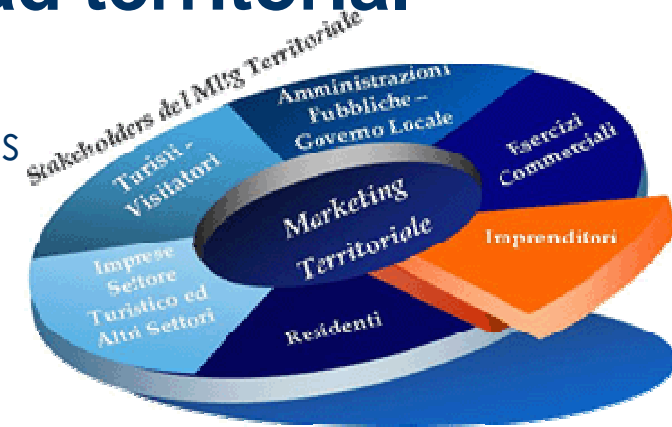 territorial
Stakeholders del Mktg Territoriale
s
Turisti -
Visitatori
Amministrazioni
Pubbliche –
Governo Locale
Esercizi
Commerciali
Imprenditori
Residenti
Imprese
Settore
Turistico ed
Altri Settori
Marketing
Territoriale